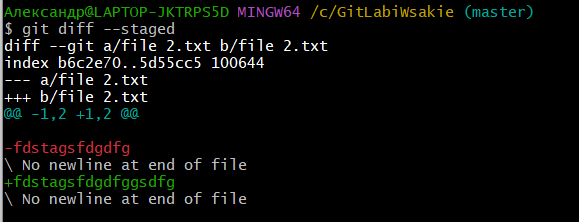 Александр@LAPTOP-JKTRPS5D MINGW64 /c/GitLabiWsakie (master)
$ git diff --staged
diff --git a/file 2.txt b/file 2.txt
index b6c2e70..5d55cc5 100644
--- a/file 2.txt
+++ b/file 2.txt
@@ -1,2 +1,2 @@
-fdstagsfdgdfg
\ No newline at end of file
+fdstagsfdgdfggsdfg
\ No newline at end of file